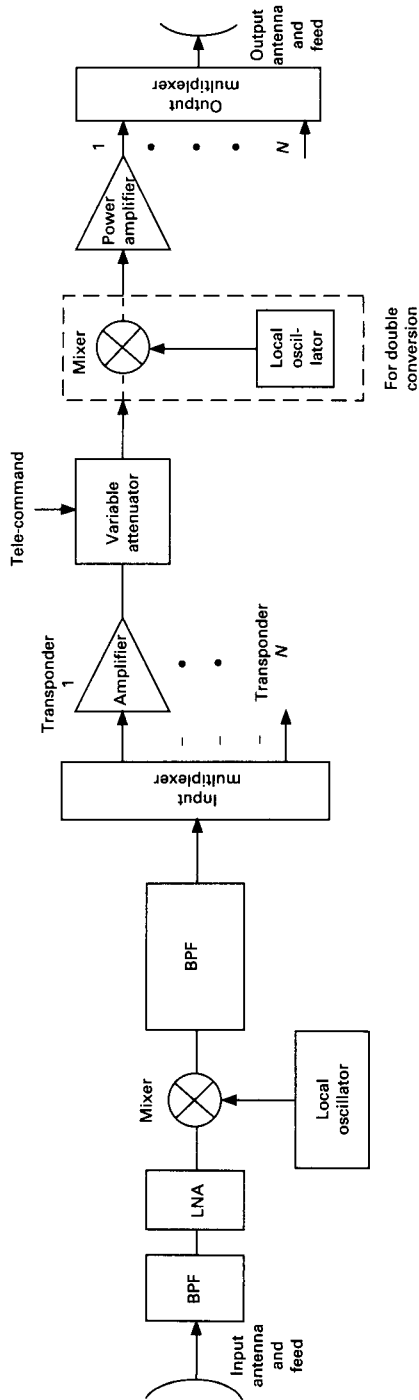 Input
antenna
and
feed
BPF
LNA
Mixer
Local
oscillator
BPF
Input
multiplexer
Transponder
1
Amplifier
Transponder
N
Tele-command
Variable
attenuator
Mixer
Local
oscil-
lator
For double
conversion
Power
amplifier
1
N
Output
multiplexer
Output
antenna
and
feed